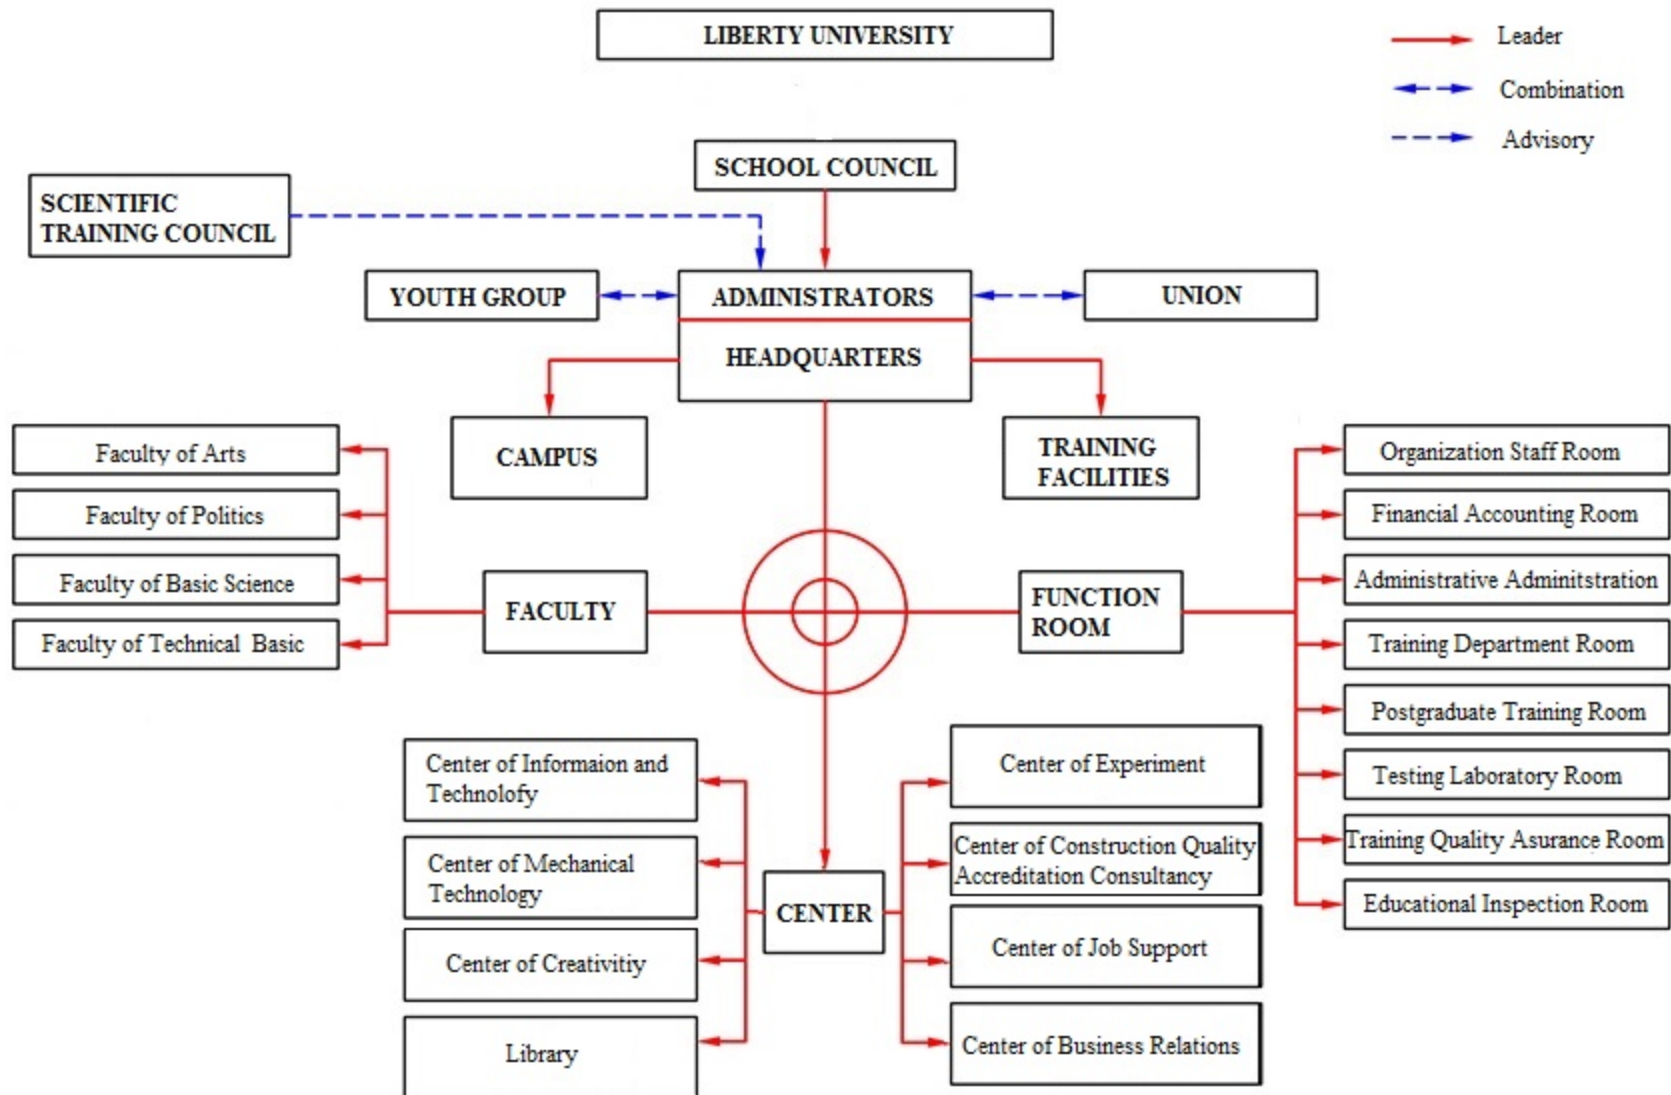 LIBERTY UNIVERSITY
Leader
Combination
Advisory
SCHOOL COUNCIL
SCIENTIFIC
TRAINING COUNCIL
YOUTH GROUP
ADMINISTRATORS
UNION
HEADQUARTERS
CAMPUS
TRAINING
FACILITIES
Faculty of Arts
Faculty of Politics
Faculty of Basic Science
Faculty of Technical Basic
FACULTY
FUNCTION
ROOM
Organization Staff Room
Financial Accounting Room
Administrative Adminitstration
Training Department Room
Postgraduate Training Room
Testing Laboratory Room
Training Quality Asurance Room
Educational Inspection Room
Center of Informaion and
Technolofy
Center of Mechanical
Technology
Center of Creativitiy
Library
CENTER
Center of Experiment
Center of Construction Quality
Accreditation Consultancy
Center of Job Support
Center of Business Relations